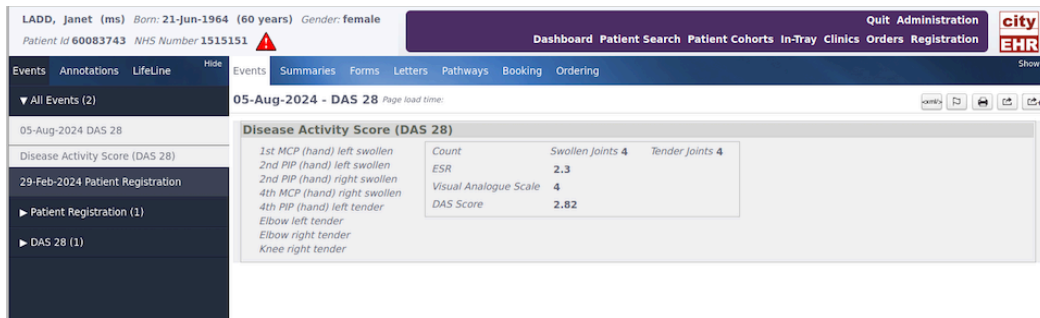 LADD, Janet (ms) Born: 21-Jun-1964 (60 years) Gender: female
Patient Id 60083743 NHS Number 1515151
Quit Administration
Dashboard Patient Search Patient Cohorts In-Tray Clinics Orders Registration
city
EHR
Events Annotations LifeLine Hide
Events Summaries Forms Letters Pathways Booking Ordering Show
▼ All Events (2)
05-Aug-2024 DAS 28
Disease Activity Score (DAS 28)
29-Feb-2024 Patient Registration
▶ Patient Registration (1)
▶ DAS 28 (1)
05-Aug-2024 - DAS 28 Page load time:
<xml/>
Disease Activity Score (DAS 28)
1st MCP (hand) left swollen
2nd PIP (hand) left swollen
2nd PIP (hand) right swollen
4th MCP (hand) right swollen
4th PIP (hand) left tender
Elbow left tender
Elbow right tender
Knee right tender
Count Swollen Joints 4 Tender Joints 4
ESR 2.3
Visual Analogue Scale 4
DAS Score 2.82